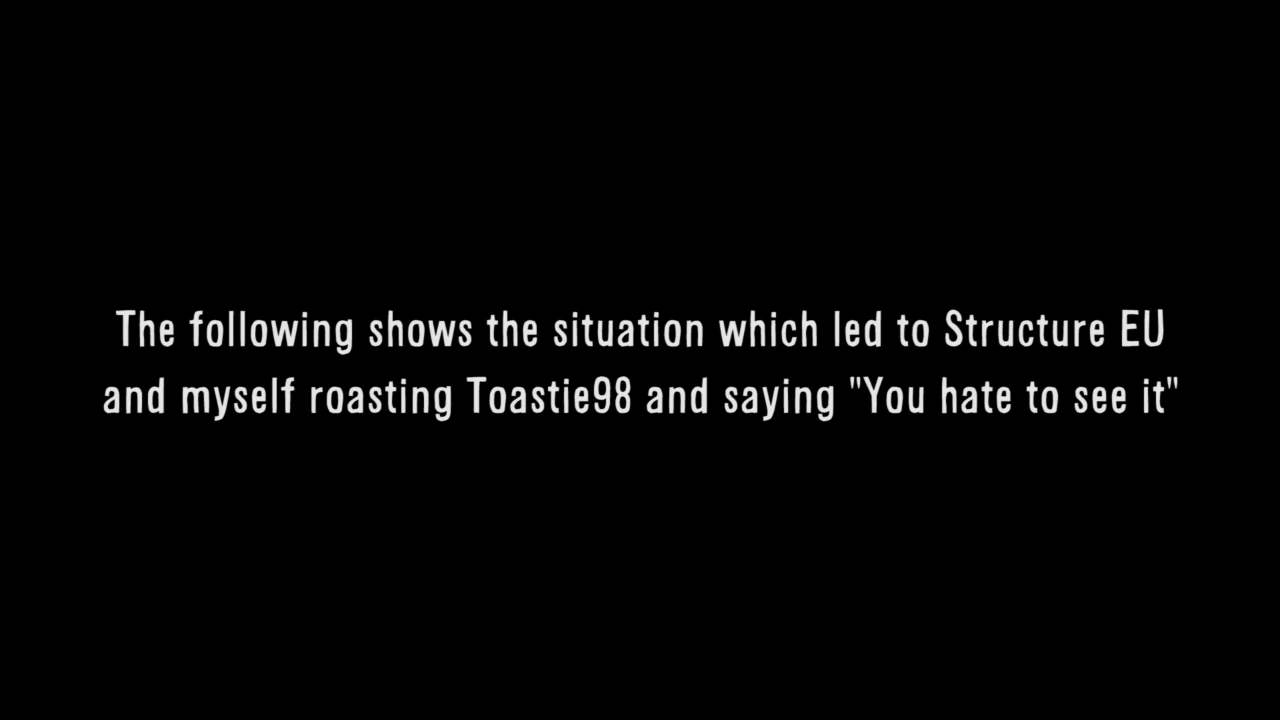 The following shows the situation which led to Structure EU
and myself roasting Toastie98 and saying "You hate to see it"